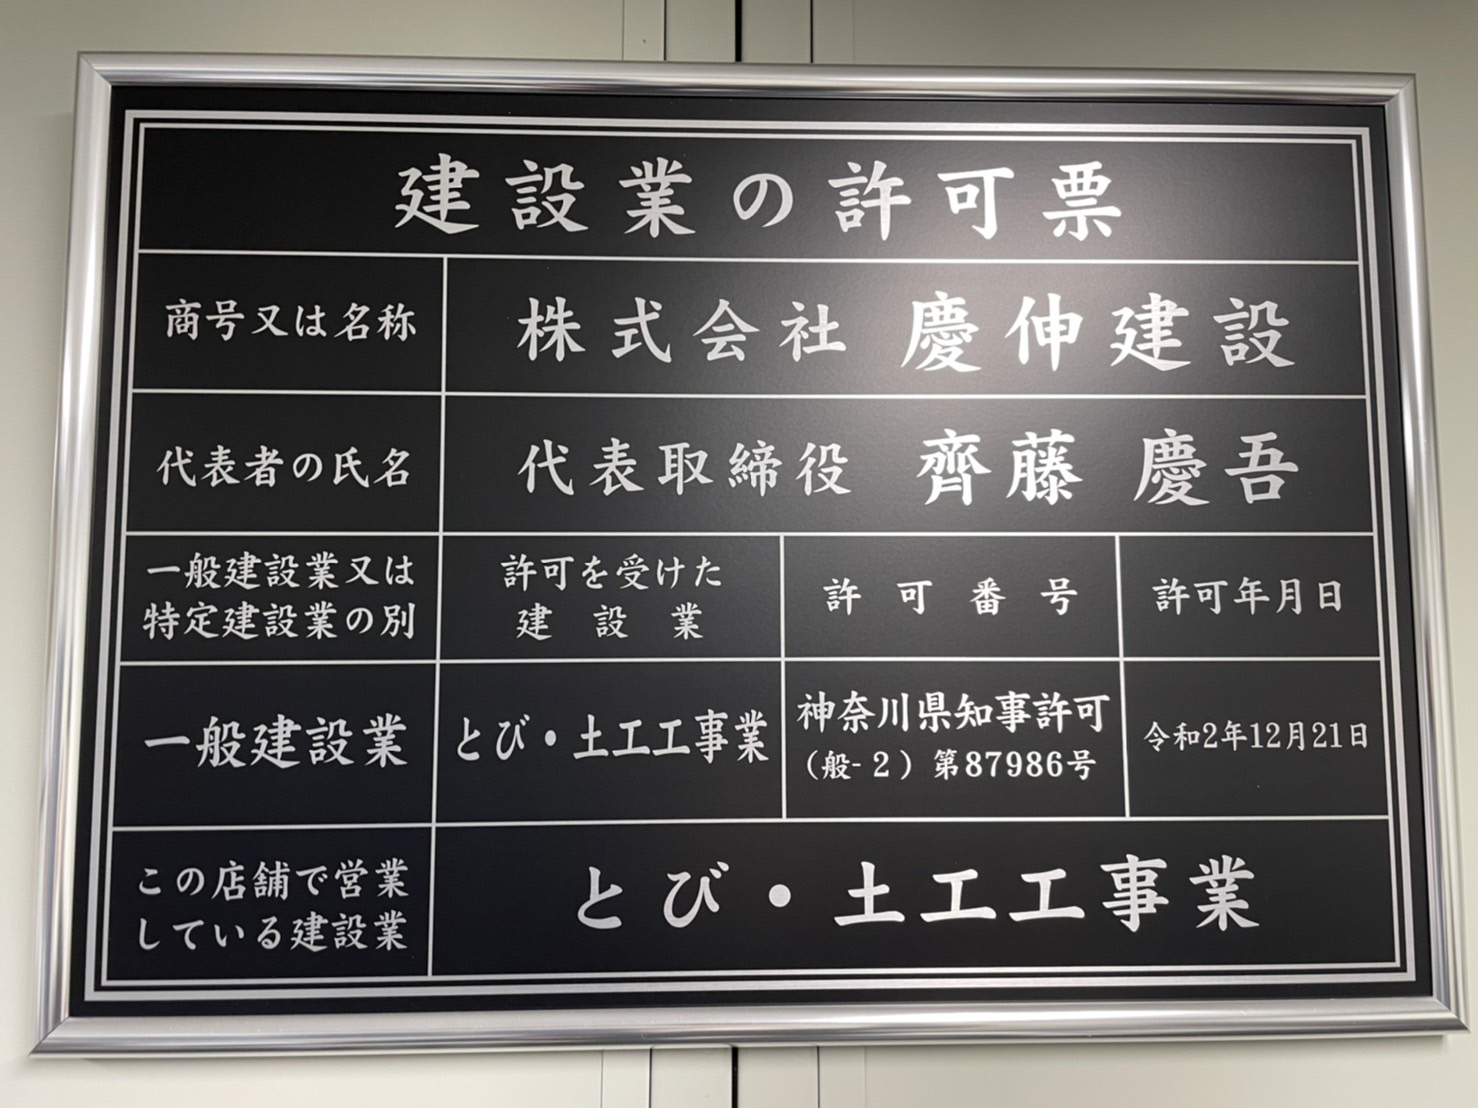 建設業の許可票
商号又は名称
株式会社 慶伸建設
代表者の氏名
代表取締役 齊藤 慶吾
一般建設業又は
特定建設業の別
許可を受けた
建設業
許可番号
許可年月日
一般建設業
とび・土工工事業
神奈川県知事許可
(般-2) 第87986号
令和2年12月21日
この店舗で営業
している建設業
とび・土工工事業